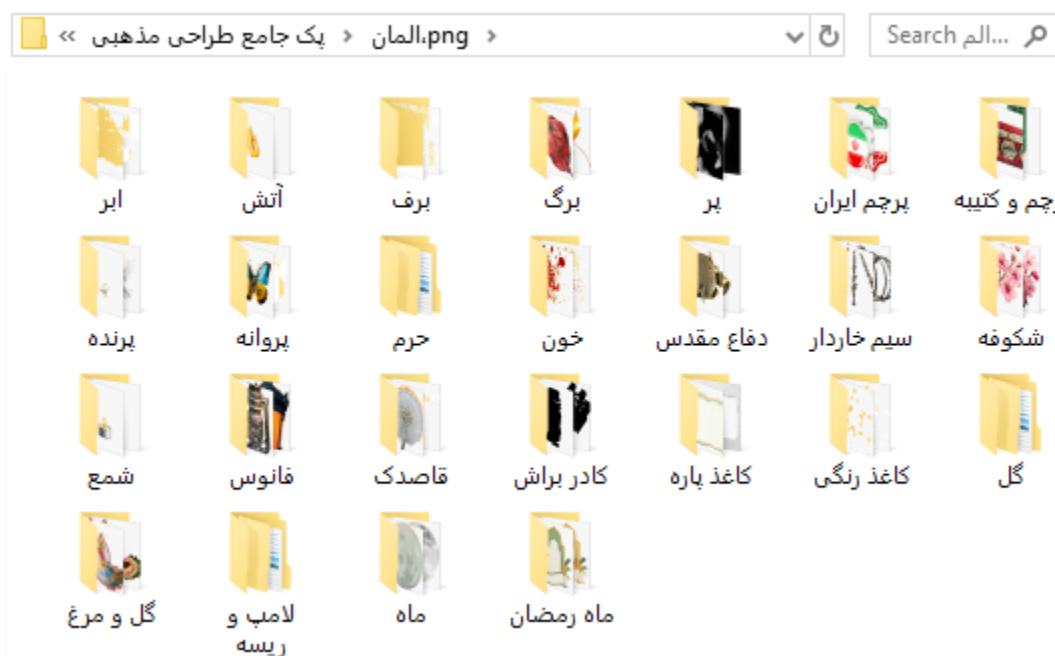 « پک جامع طراحی مذهبی › المان،png ›
Search الم...
ابر
آتش
برف
برگ
پر
پرچم ایران
رچم و کتیبه
پرنده
پروانه
حرم
خون
دفاع مقدس
سیم خاردار
شکوفه
شمع
فانوس
قاصدک
کادر براش
کاغذ پاره
کاغذ رنگی
گل
گل و مرغ
لامپ و
ریسه
ماه
ماه رمضان